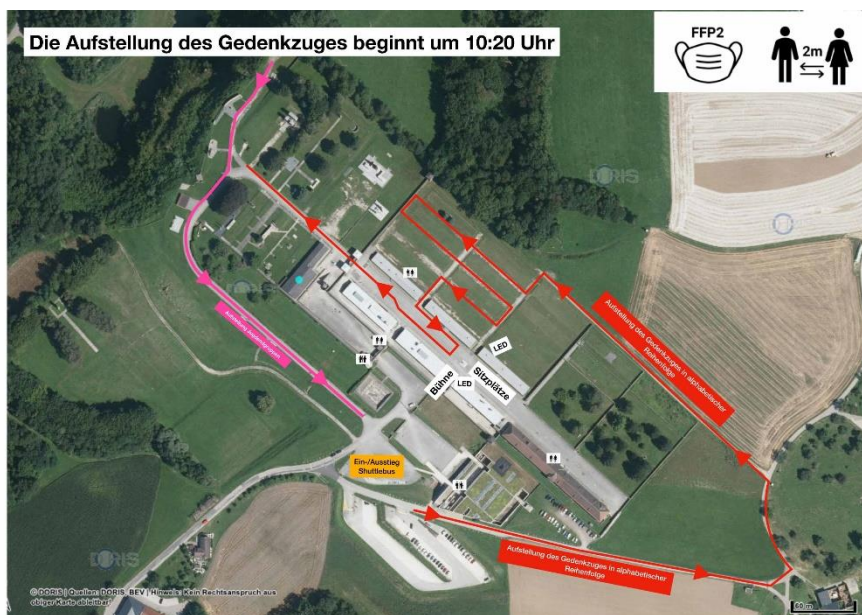 Die Aufstellung des Gedenkzuges beginnt um 10:20 Uhr
FFP2
2m
DORIS
DORIS
LED
Bühne
LED
Sitzplätze
Aufstellung des Gedenkzuges in alphabetischer
Reihenfolge
Ein-/Ausstieg
Shuttlebus
Aufstellung des Gedenkzuges in alphabetischer
Reihenfolge
DORIS
© DORIS | Quellen: DORIS, BEV | Hinweis: Kein Rechtsanspruch aus
obiger Karte ableitbar
60 m